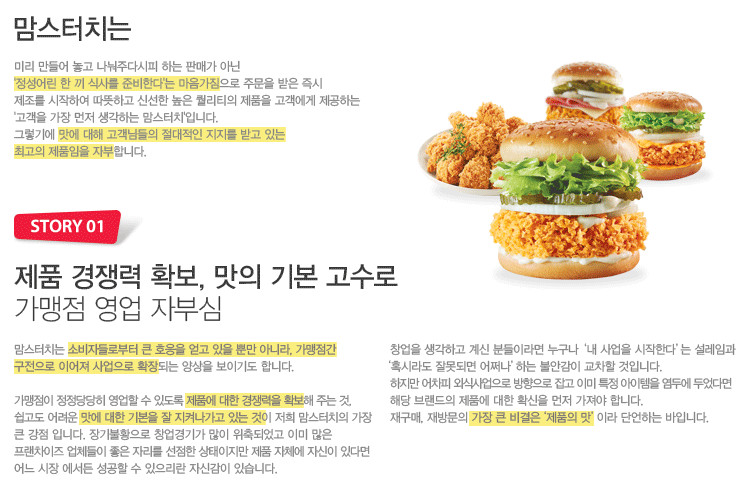 맘스터치는
미리 만들어 놓고 나눠주다시피 하는 판매가 아닌
'정성어린 한 끼 식사를 준비한다'는 마음가짐으로 주문을 받은 즉시
제조를 시작하여 따뜻하고 신선한 높은 퀄리티의 제품을 고객에게 제공하는
'고객을 가장 먼저 생각하는 맘스터치'입니다.
그렇기에 맛에 대해 고객님들의 절대적인 지지를 받고 있는
최고의 제품임을 자부합니다.
STORY 01
제품 경쟁력 확보, 맛의 기본 고수로
가맹점 영업 자부심
맘스터치는 소비자들로부터 큰 호응을 얻고 있을 뿐만 아니라, 가맹점간
구전으로 이어져 사업으로 확장되는 양상을 보이기도 합니다.
가맹점이 정정당당히 영업할 수 있도록 제품에 대한 경쟁력을 확보해 주는 것,
쉽고도 어려운 맛에 대한 기본을 잘 지켜나가고 있는 것이 저희 맘스터치의 가장
큰 강점 입니다. 장기불황으로 창업경기가 많이 위축되었고 이미 많은
프랜차이즈 업체들이 좋은 자리를 선점한 상태이지만 제품 자체에 자신이 있다면
어느 시장 에서든 성공할 수 있으리란 자신감이 있습니다.
창업을 생각하고 계신 분들이라면 누구나 '내 사업을 시작한다' 는 설레임과
'혹시라도 잘못되면 어쩌나' 하는 불안감이 교차할 것입니다.
하지만 어차피 외식사업으로 방향으로 잡고 이미 특정 아이템을 염두에 두었다면
해당 브랜드의 제품에 대한 확신을 먼저 가져야 합니다.
재구매, 재방문의 가장 큰 비결은 '제품의 맛' 이라 단언하는 바입니다.